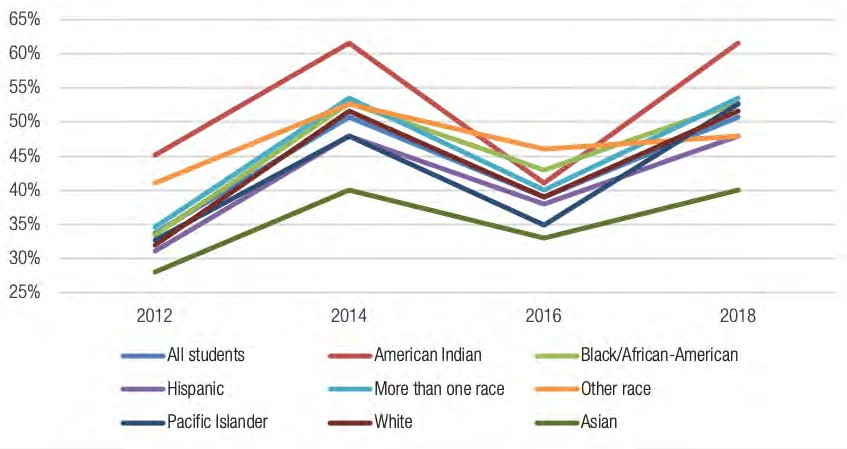 65%
60%
55%
50%
45%
40%
35%
30%
25%
2012 2014 2016 2018
All students American Indian Black/African-American
Hispanic More than one race Other race
Pacific Islander White Asian